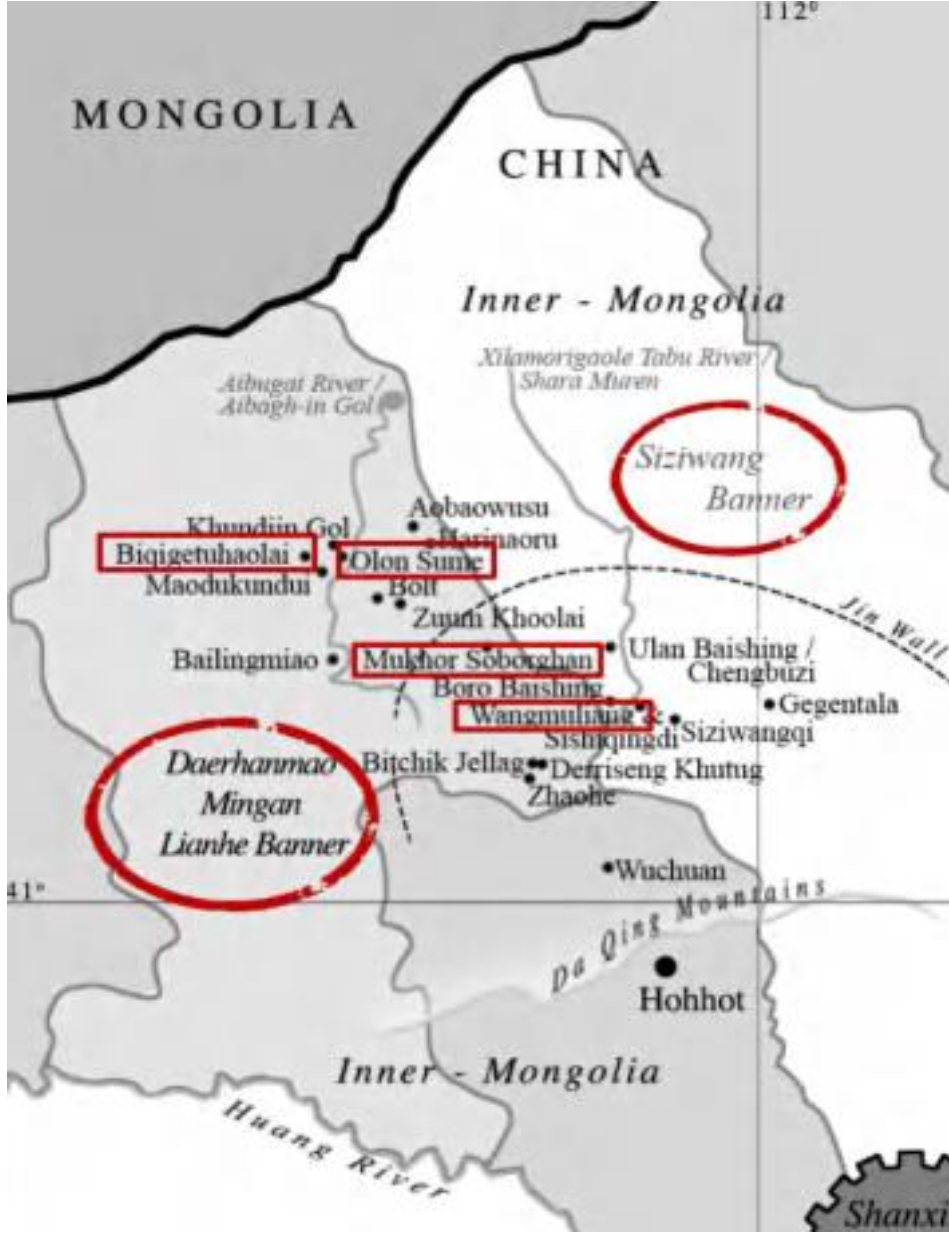 112°
MONGOLIA
CHINA
Inner - Mongolia
Xilamorigaole Tabu River /
Shara Muren
Aibugai River /
Aibagh-in Gol
Siziwang
Banner
Aobaowusu
Khundiin Gol
Harinaoru
Biqigetuhaolai
Olon Sume
Maodukundui
Bolt
Zuun Khoolai
Jin Wall
Bailingmiao
Mukhor Soborghan
Ulan Baishing /
Chengbuzi
Boro Baishing
Gegentala
Wangmuliang &
Sishiqingdi
Siziwangqi
Daerhanmao
Mingan
Lianhe Banner
Bitchik Jellag
Derriseng Khutug
Zhaohe
Wuchuan
41°
Da Qing Mountains
Hohhot
Inner - Mongolia
Huang River
Shanxi